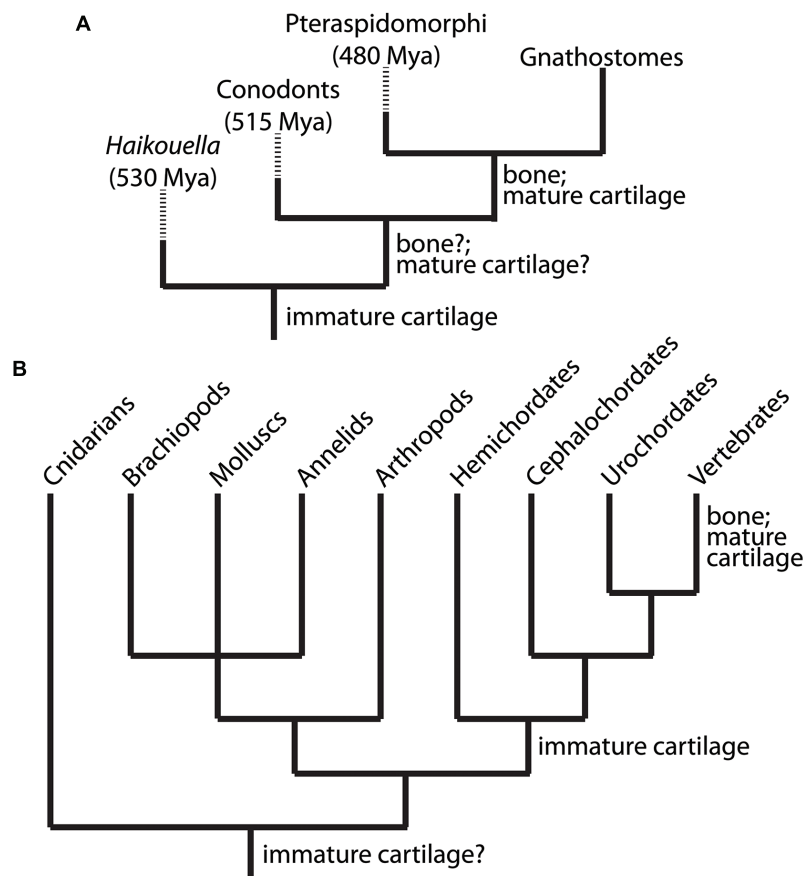 A
Pteraspidomorphi
(480 Mya)
Gnathostomes
Conodonts
(515 Mya)
Haikouella
(530 Mya)
bone;
mature cartilage
bone?;
mature cartilage?
immature cartilage
B
Cnidarians
Brachiopods
Molluscs
Annelids
Arthropods
Hemichordates
Cephalochordates
Urochordates
Vertebrates
bone;
mature
cartilage
immature cartilage
immature cartilage?